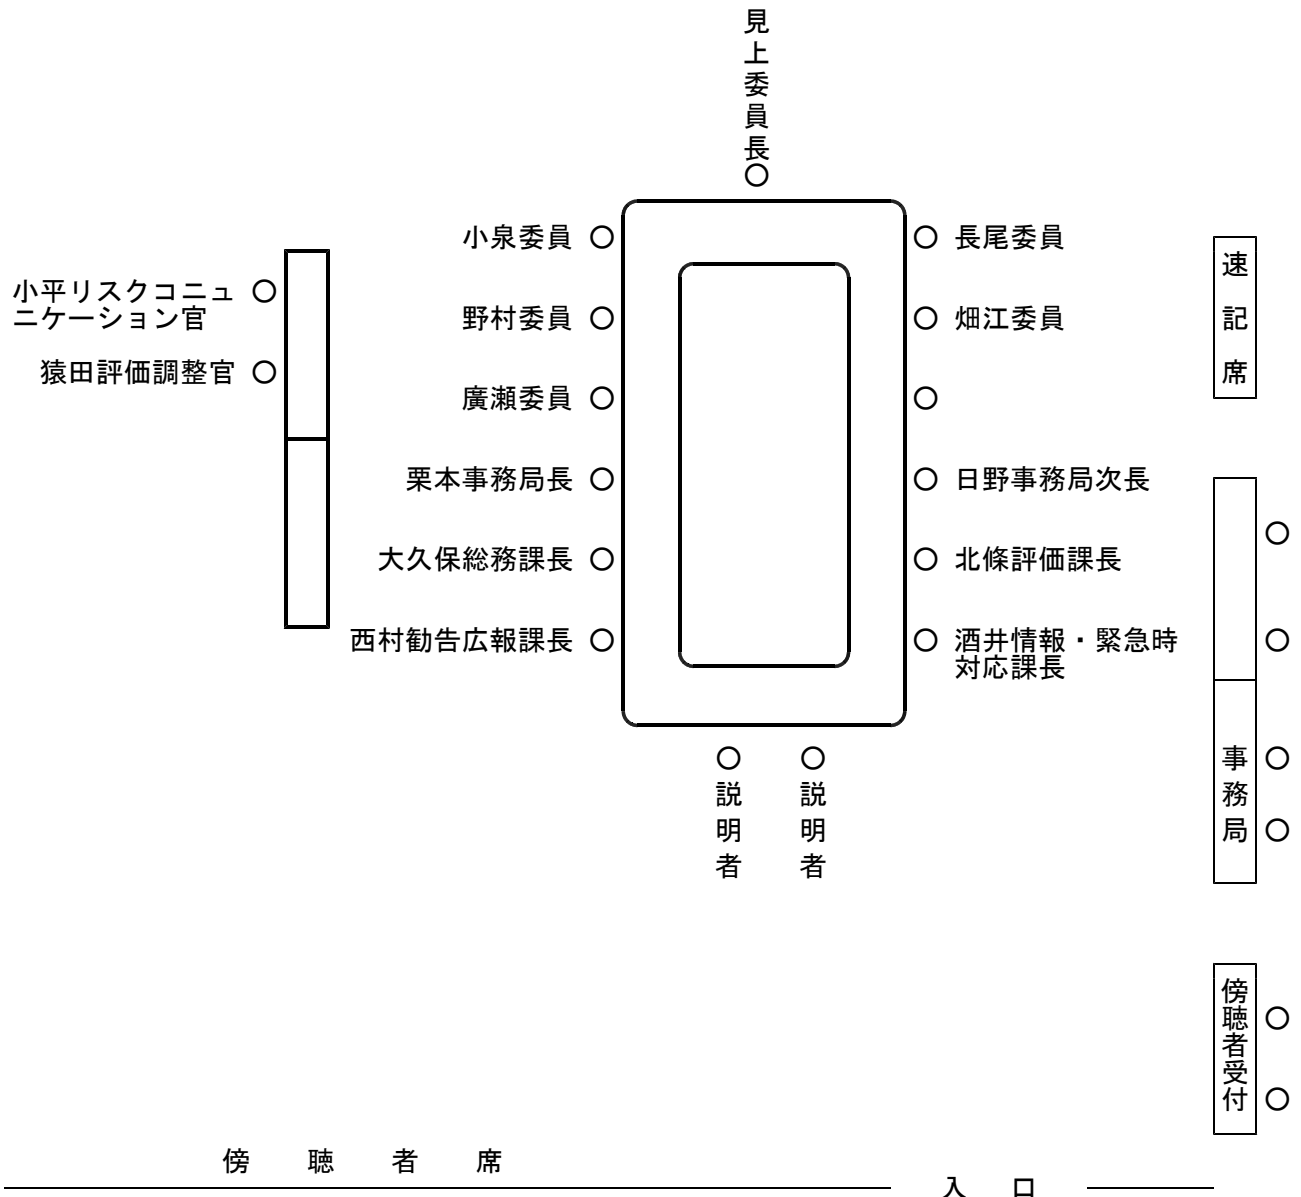 見上委員長
小泉委員
長尾委員
小平リスクコニュ
ニケーション官
野村委員
畑江委員
猿田評価調整官
廣瀬委員
速記席
栗本事務局長
日野事務局次長
大久保総務課長
北條評価課長
西村勧告広報課長
酒井情報・緊急時
対応課長
説明者
説明者
事務局
傍聴者受付
傍聴者席
入口